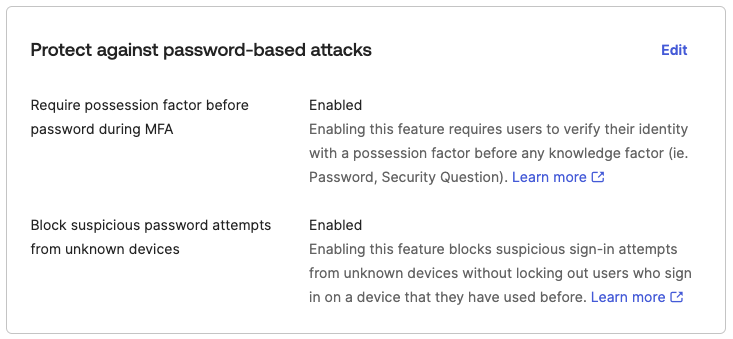 Protect against password-based attacks
Edit
Require possession factor before
password during MFA
Enabled
Enabling this feature requires users to verify their identity
with a possession factor before any knowledge factor (ie.
Password, Security Question). Learn more
Block suspicious password attempts
from unknown devices
Enabled
Enabling this feature blocks suspicious sign-in attempts
from unknown devices without locking out users who sign
in on a device that they have used before. Learn more